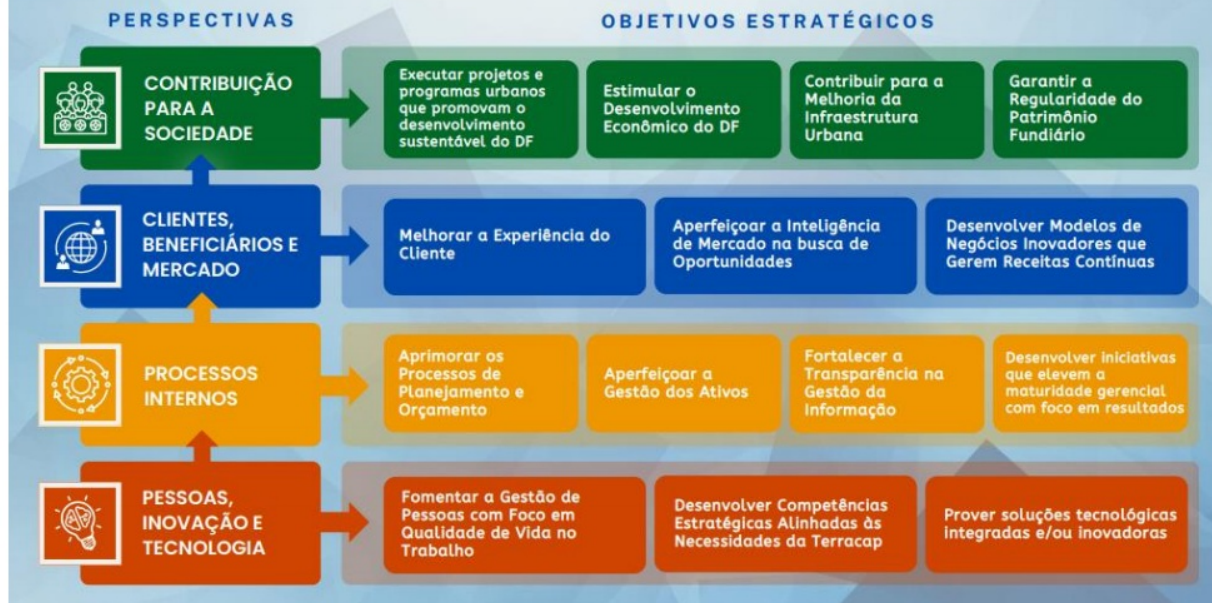 PERSPECTIVAS
OBJETIVOS ESTRATÉGICOS
CONTRIBUIÇÃO
PARA A
SOCIEDADE
Executar projetos e
programas urbanos
que promovam o
desenvolvimento
sustentável do DF
Estimular o
Desenvolvimento
Econômico do DF
Contribuir para a
Melhoria da
Infraestrutura
Urbana
Garantir a
Regularidade do
Patrimônio
Fundiário
CLIENTES,
BENEFICIÁRIOS E
MERCADO
Melhorar a Experiência do
Cliente
Aperfeiçoar a Inteligência
de Mercado na busca de
Oportunidades
Desenvolver Modelos de
Negócios Inovadores que
Gerem Receitas Contínuas
PROCESSOS
INTERNOS
Aprimorar os
Processos de
Planejamento e
Orçamento
Aperfeiçoar a
Gestão dos Ativos
Fortalecer a
Transparência na
Gestão da
Informação
Desenvolver iniciativas
que elevem a
maturidade gerencial
com foco em resultados
PESSOAS,
INOVAÇÃO E
TECNOLOGIA
Fomentar a Gestão de
Pessoas com Foco em
Qualidade de Vida no
Trabalho
Desenvolver Competências
Estratégicas Alinhadas às
Necessidades da Terracap
Prover soluções tecnológicas
integradas e/ou inovadoras